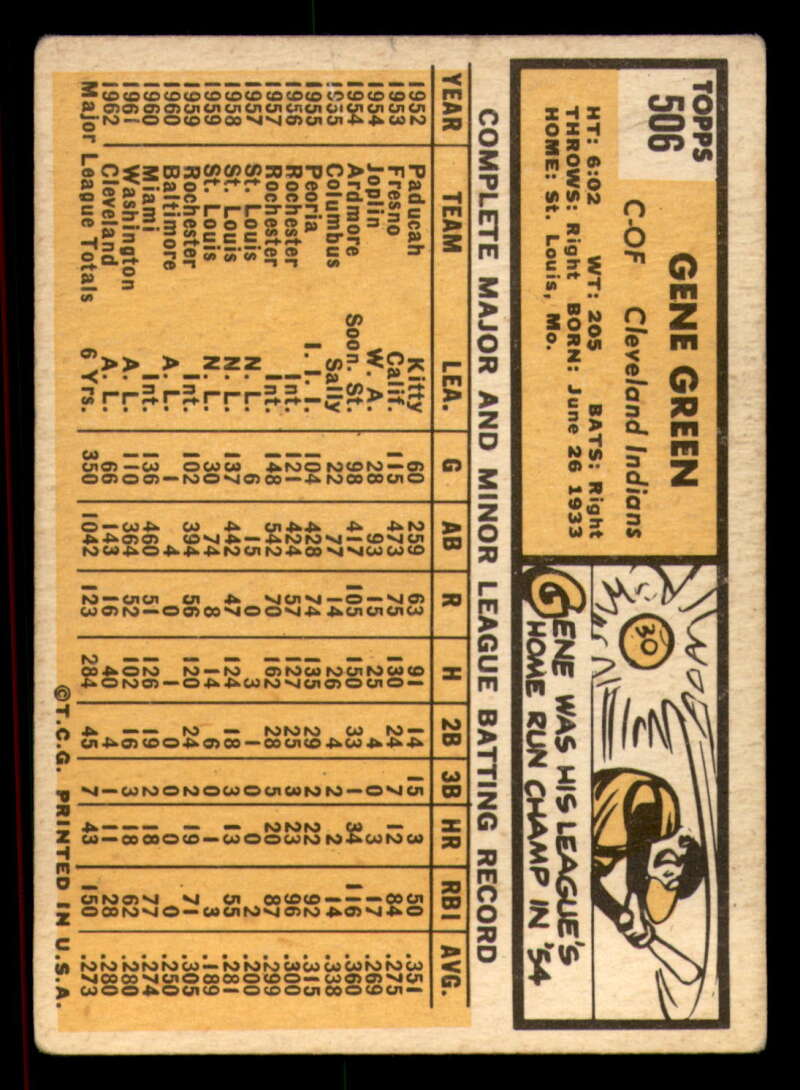 TOPPS
506
GENE GREEN
C-OF Cleveland Indians
HT: 6:02 WT: 205 BATS: Right
THROWS: Right BORN: June 26 1933
HOME: St. Louis, Mo.
30
GENE WAS HIS LEAGUE'S
HOME RUN CHAMP IN '54
COMPLETE MAJOR AND MINOR LEAGUE BATTING RECORD
YEAR TEAM LEA. G AB R H 2B 3B HR RBI AVG.
1952 Paducah Kitty 60 259 63 91 14 15 3 50 .351
1953 Fresno Calif. 115 473 75 130 24 7 12 84 .275
1954 Joplin W. A. 28 93 15 25 4 0 3 17 .269
1954 Ardmore Soon. St. 98 417 105 150 33 1 34 116 .360
1955 Columbus Sally 22 77 14 26 4 2 2 14 .338
1955 Peoria I. I. I. 104 428 74 135 29 2 22 92 .315
1956 Rochester Int. 121 424 57 127 25 3 23 96 .300
1957 Rochester Int. 148 542 70 162 28 5 20 87 .299
1957 St. Louis N. L. 6 15 0 3 1 0 0 2 .200
1958 St. Louis N. L. 137 442 47 124 18 3 13 55 .281
1959 St. Louis N. L. 30 74 8 14 6 0 1 3 .189
1959 Rochester Int. 102 394 56 120 24 2 19 71 .305
1960 Baltimore A. L. 1 4 0 1 0 0 0 0 .250
1960 Miami Int. 136 460 51 126 19 2 18 77 .274
1961 Washington A. L. 110 364 52 102 16 3 18 62 .280
1962 Cleveland A. L. 66 143 16 40 4 1 11 28 .280
Major League Totals 6 Yrs. 350 1042 123 284 45 7 43 150 .273
©T.C.G. PRINTED IN U.S.A.